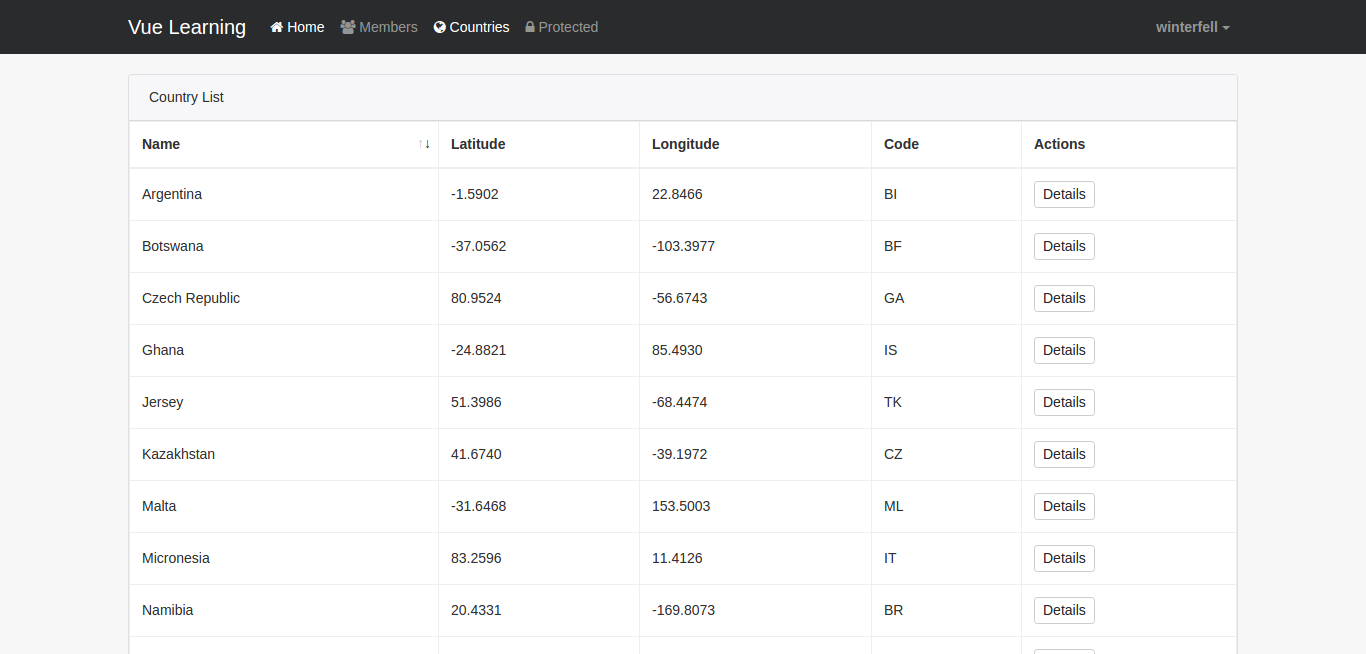 Vue Learning Home Members Countries Protected winterfell
Country List
Name ↑↓ Latitude Longitude Code Actions
Argentina -1.5902 22.8466 BI Details
Botswana -37.0562 -103.3977 BF Details
Czech Republic 80.9524 -56.6743 GA Details
Ghana -24.8821 85.4930 IS Details
Jersey 51.3986 -68.4474 TK Details
Kazakhstan 41.6740 -39.1972 CZ Details
Malta -31.6468 153.5003 ML Details
Micronesia 83.2596 11.4126 IT Details
Namibia 20.4331 -169.8073 BR Details